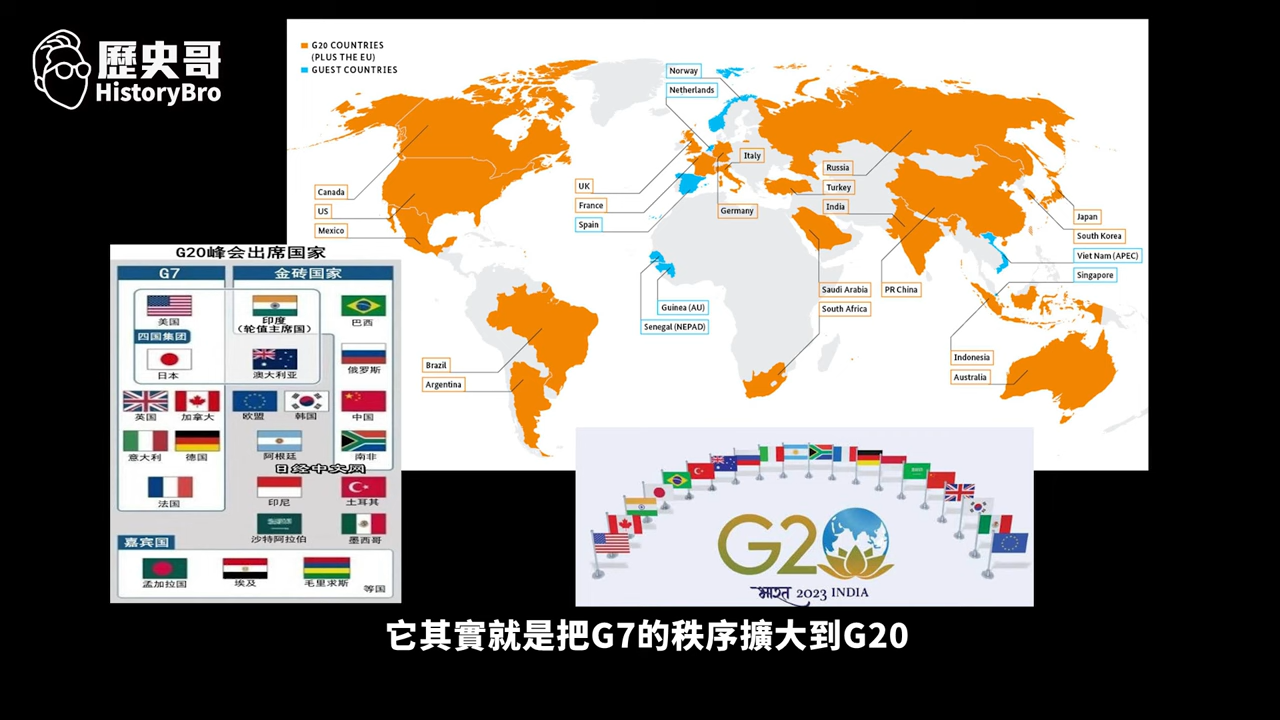 歷史哥
HistoryBro
G20 COUNTRIES
(PLUS THE EU)
GUEST COUNTRIES
Norway
Netherlands
Italy
Russia
Turkey
India
Canada
US
Mexico
UK
France
Spain
Germany
Japan
South Korea
Viet Nam (APEC)
Singapore
Saudi Arabia
PR China
South Africa
Guinea (AU)
Senegal (NEPAD)
Brazil
Argentina
Indonesia
Australia
G20峰会出席国家
G7
金砖国家
美国
印度
(轮值主席国)
巴西
四国集团
日本
澳大利亚
俄罗斯
英国
加拿大
欧盟
韩国
中国
意大利
德国
阿根廷
南非
日经中文网
法国
印尼
土耳其
沙特阿拉伯
墨西哥
嘉宾国
孟加拉国
埃及
毛里求斯
等国
G20
भारत 2023 INDIA
它其實就是把G7的秩序擴大到G20